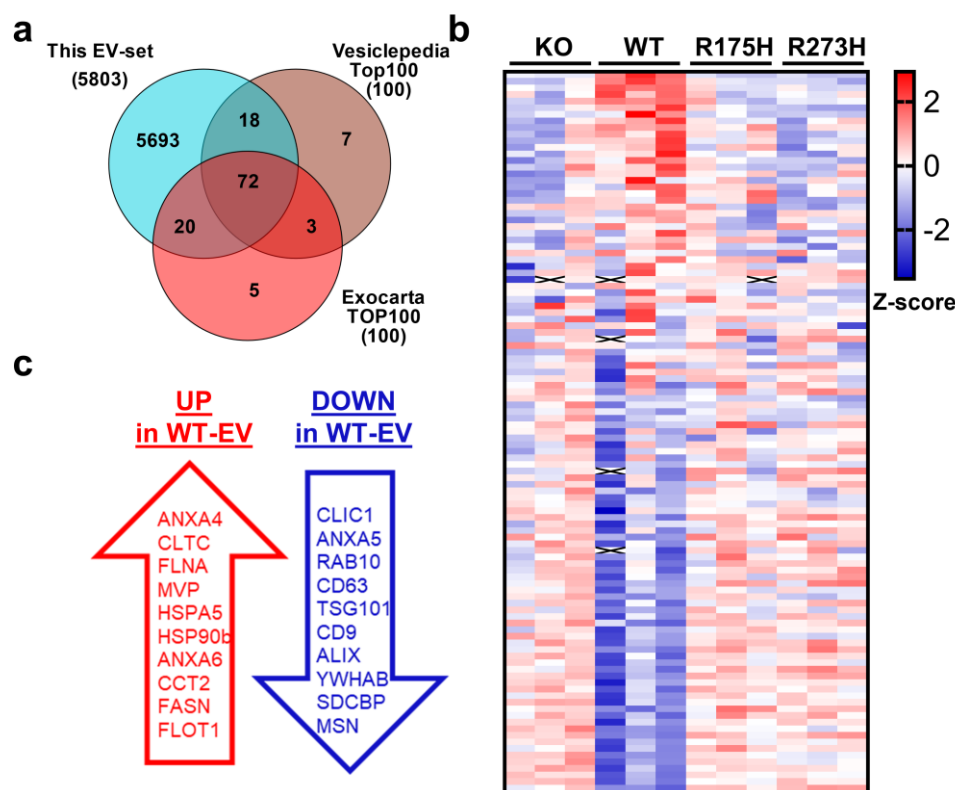 a
This EV-set
(5803)
Vesiclepedia
Top100
(100)
5693
18
7
72
20
3
5
Exocarta
TOP100
(100)
b
KO WT R175H R273H
2
0
-2
Z-score
c
UP
in WT-EV
ANXA4
CLTC
FLNA
MVP
HSPA5
HSP90b
ANXA6
CCT2
FASN
FLOT1
DOWN
in WT-EV
CLIC1
ANXA5
RAB10
CD63
TSG101
CD9
ALIX
YWHAB
SDCBP
MSN